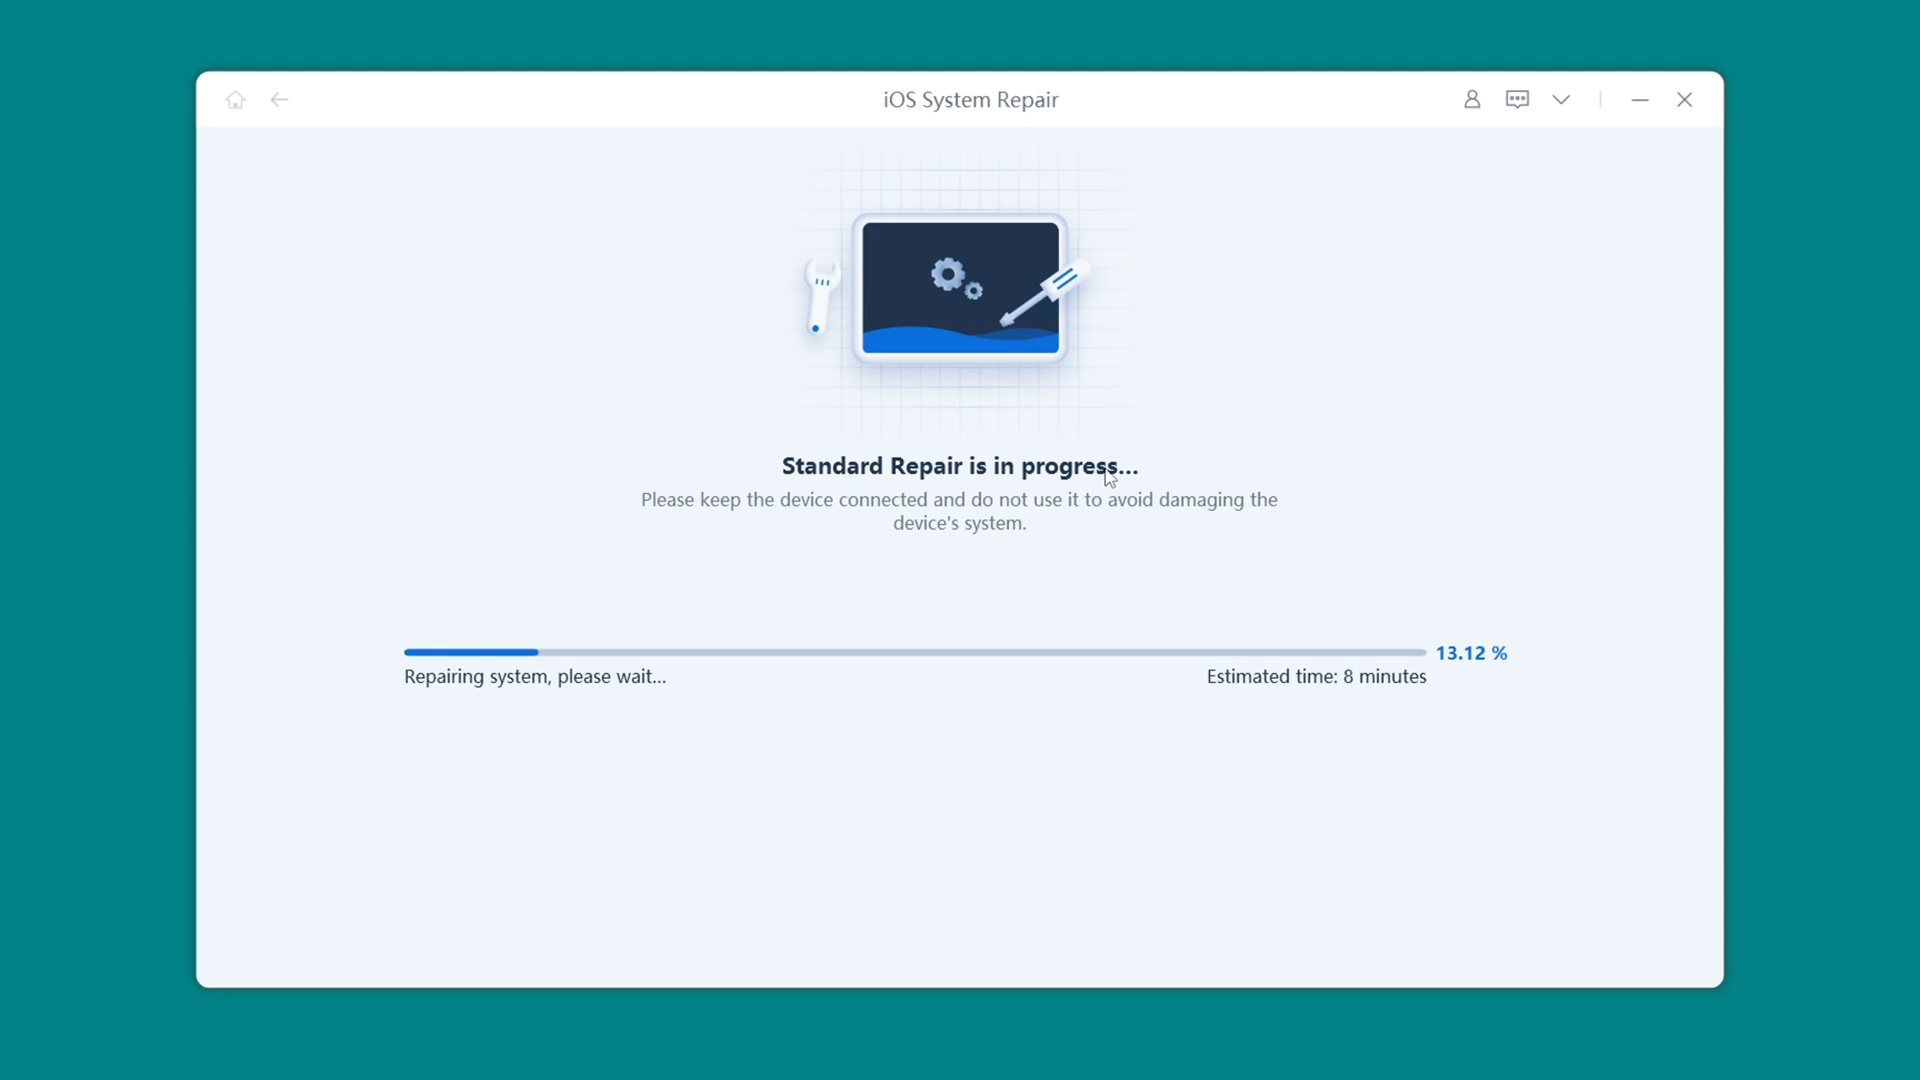 iOS System Repair
Standard Repair is in progress...
Please keep the device connected and do not use it to avoid damaging the
device's system.
13.12 %
Repairing system, please wait...
Estimated time: 8 minutes